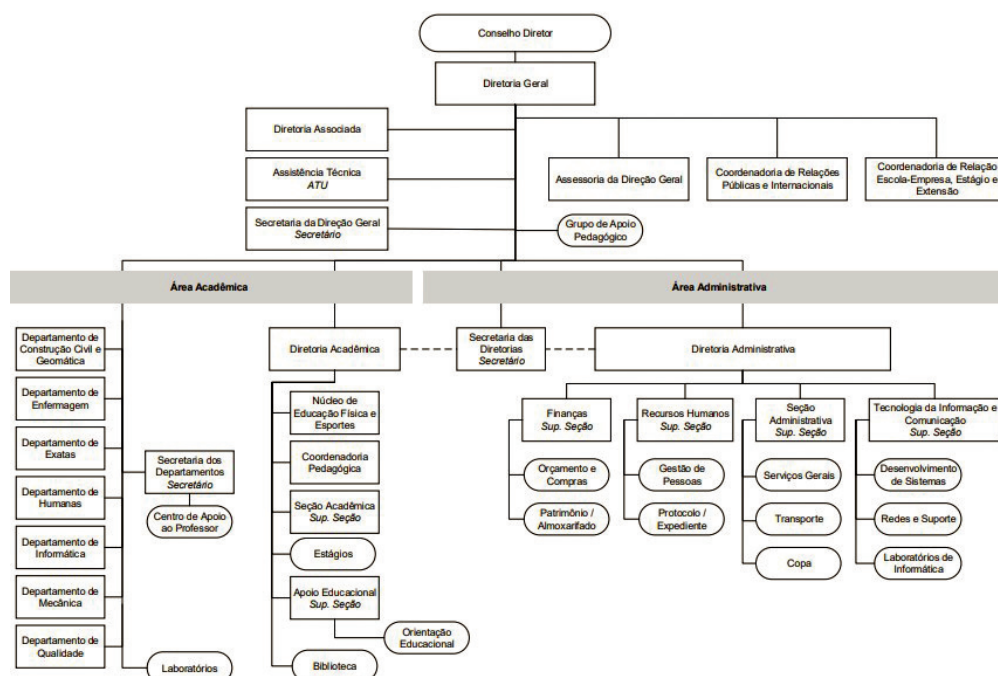 Conselho Diretor
Diretoria Geral
Diretoria Associada
Assistência Técnica
ATU
Secretaria da Direção Geral
Secretário
Assessoria da Direção Geral
Coordenadoria de Relações
Públicas e Internacionais
Coordenadoria de Relação
Escola-Empresa, Estágio e
Extensão
Grupo de Apoio
Pedagógico
Área Acadêmica
Área Administrativa
Departamento de
Construção Civil e
Geomática
Departamento de
Enfermagem
Departamento de
Exatas
Departamento de
Humanas
Departamento de
Informática
Departamento de
Mecânica
Departamento de
Qualidade
Secretaria dos
Departamentos
Secretário
Centro de Apoio
ao Professor
Laboratórios
Diretoria Acadêmica
Núcleo de
Educação Física e
Esportes
Coordenadoria
Pedagógica
Seção Acadêmica
Sup. Seção
Estágios
Apoio Educacional
Sup. Seção
Orientação
Educacional
Biblioteca
Secretaria das
Diretorias
Secretário
Diretoria Administrativa
Finanças
Sup. Seção
Orçamento e
Compras
Patrimônio /
Almoxarifado
Recursos Humanos
Sup. Seção
Gestão de
Pessoas
Protocolo /
Expediente
Seção
Administrativa
Sup. Seção
Serviços Gerais
Transporte
Copa
Tecnologia da Informação e
Comunicação
Sup. Seção
Desenvolvimento
de Sistemas
Redes e Suporte
Laboratórios de
Informática